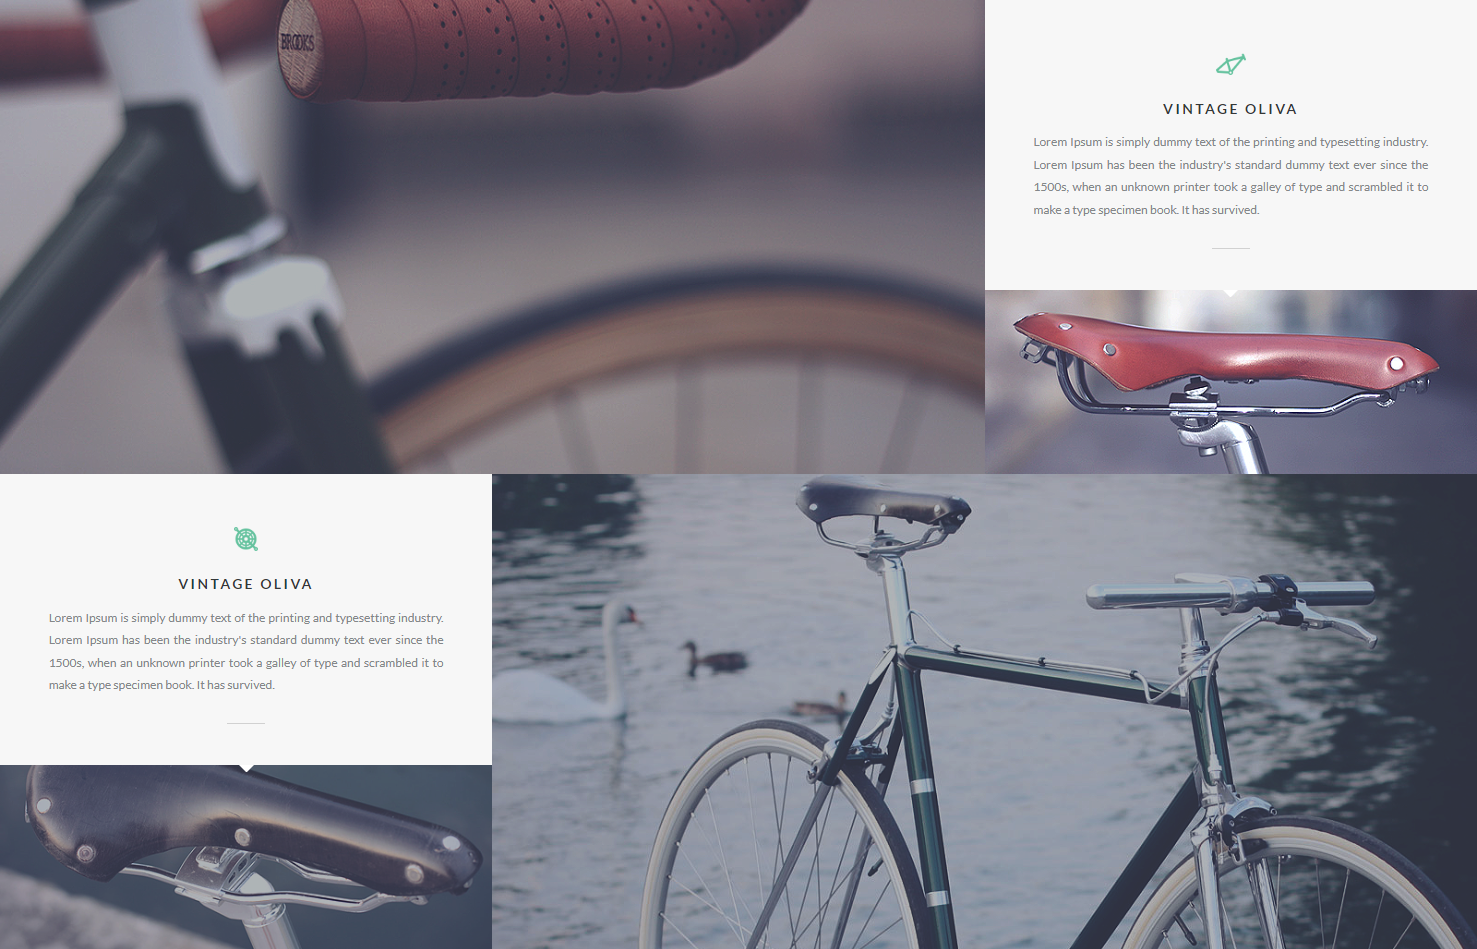 BROOKS
VINTAGE OLIVA
Lorem Ipsum is simply dummy text of the printing and typesetting industry.
Lorem Ipsum has been the industry's standard dummy text ever since the
1500s, when an unknown printer took a galley of type and scrambled it to
make a type specimen book. It has survived.
VINTAGE OLIVA
Lorem Ipsum is simply dummy text of the printing and typesetting industry.
Lorem Ipsum has been the industry's standard dummy text ever since the
1500s, when an unknown printer took a galley of type and scrambled it to
make a type specimen book. It has survived.